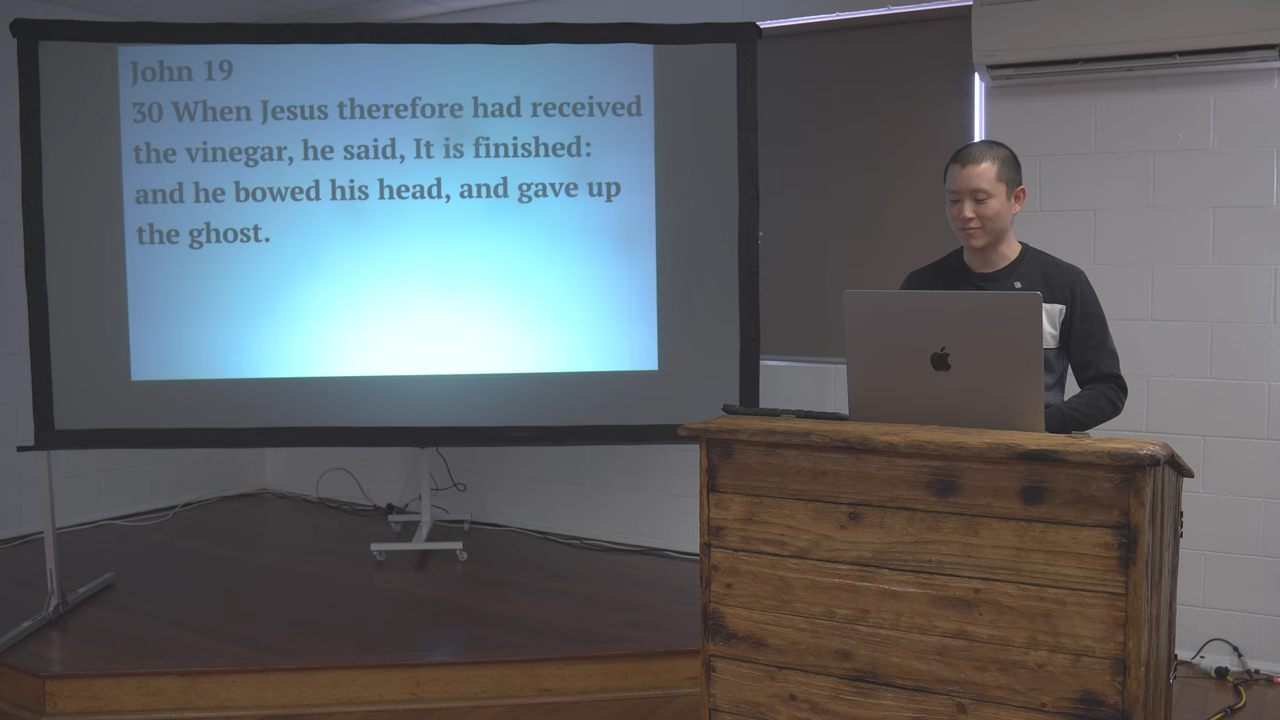 John 19
30 When Jesus therefore had received
the vinegar, he said, It is finished:
and he bowed his head, and gave up
the ghost.